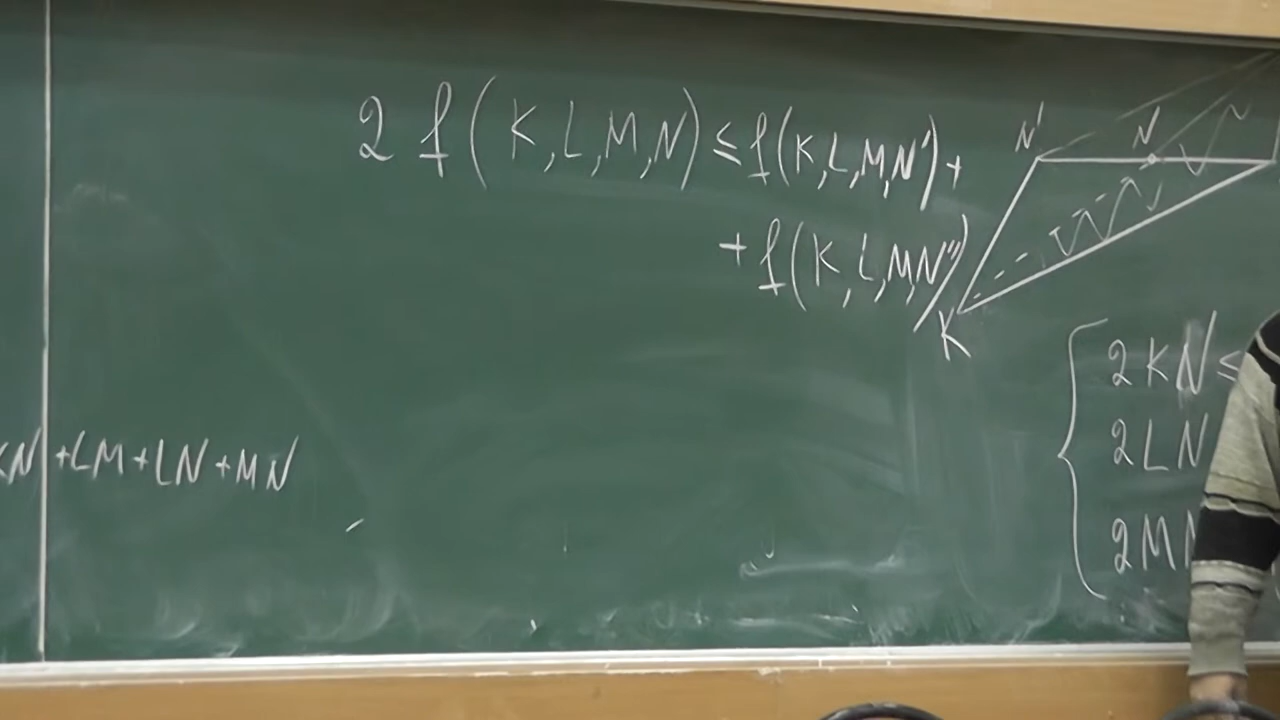 2 f(K,L,M,N) ≤ f(K,L,M,N') +
+ f(K,L,M,N'')
N' N
K
2KN ≤
2LN
2M
KN + LM + LN + MN